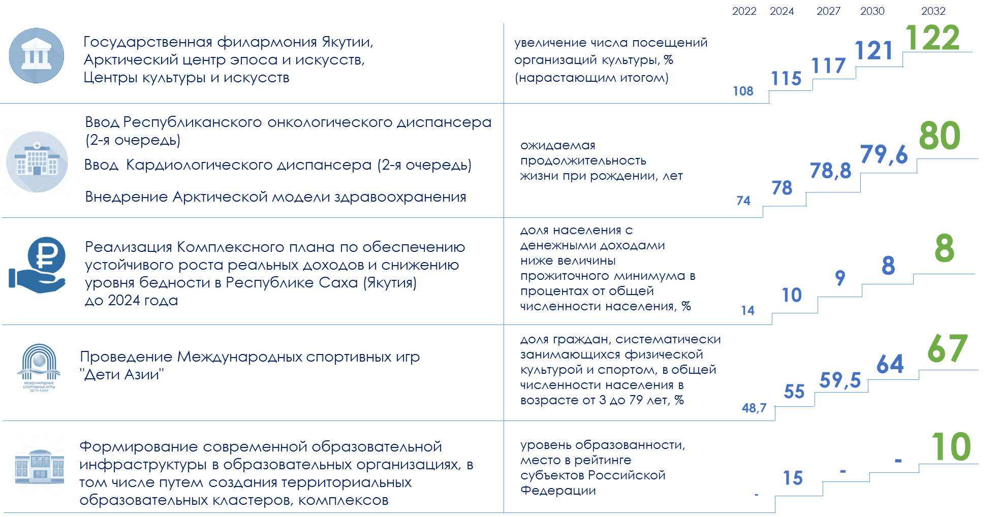 2022 2024 2027 2030 2032
Государственная филармония Якутии,
Арктический центр эпоса и искусств,
Центры культуры и искусств
увеличение числа посещений
организаций культуры, %
(нарастающим итогом)
108 115 117 121 122
Ввод Республиканского онкологического диспансера
(2-я очередь)
Ввод Кардиологического диспансера (2-я очередь)
Внедрение Арктической модели здравоохранения
ожидаемая
продолжительность
жизни при рождении, лет
74 78 78,8 79,6 80
Реализация Комплексного плана по обеспечению
устойчивого роста реальных доходов и снижению
уровня бедности в Республике Саха (Якутия)
до 2024 года
доля населения с
денежными доходами
ниже величины
прожиточного минимума в
процентах от общей
численности населения, %
14 10 9 8 8
МЕЖДУНАРОДНЫЕ
СПОРТИВНЫЕ ИГРЫ
"ДЕТИ АЗИИ"
Проведение Международных спортивных игр
"Дети Азии"
доля граждан, систематически
занимающихся физической
культурой и спортом, в общей
численности населения в
возрасте от 3 до 79 лет, %
48,7 55 59,5 64 67
Формирование современной образовательной
инфраструктуры в образовательных организациях, в
том числе путем создания территориальных
образовательных кластеров, комплексов
уровень образованности,
место в рейтинге
субъектов Российской
Федерации
- 15 - - 10